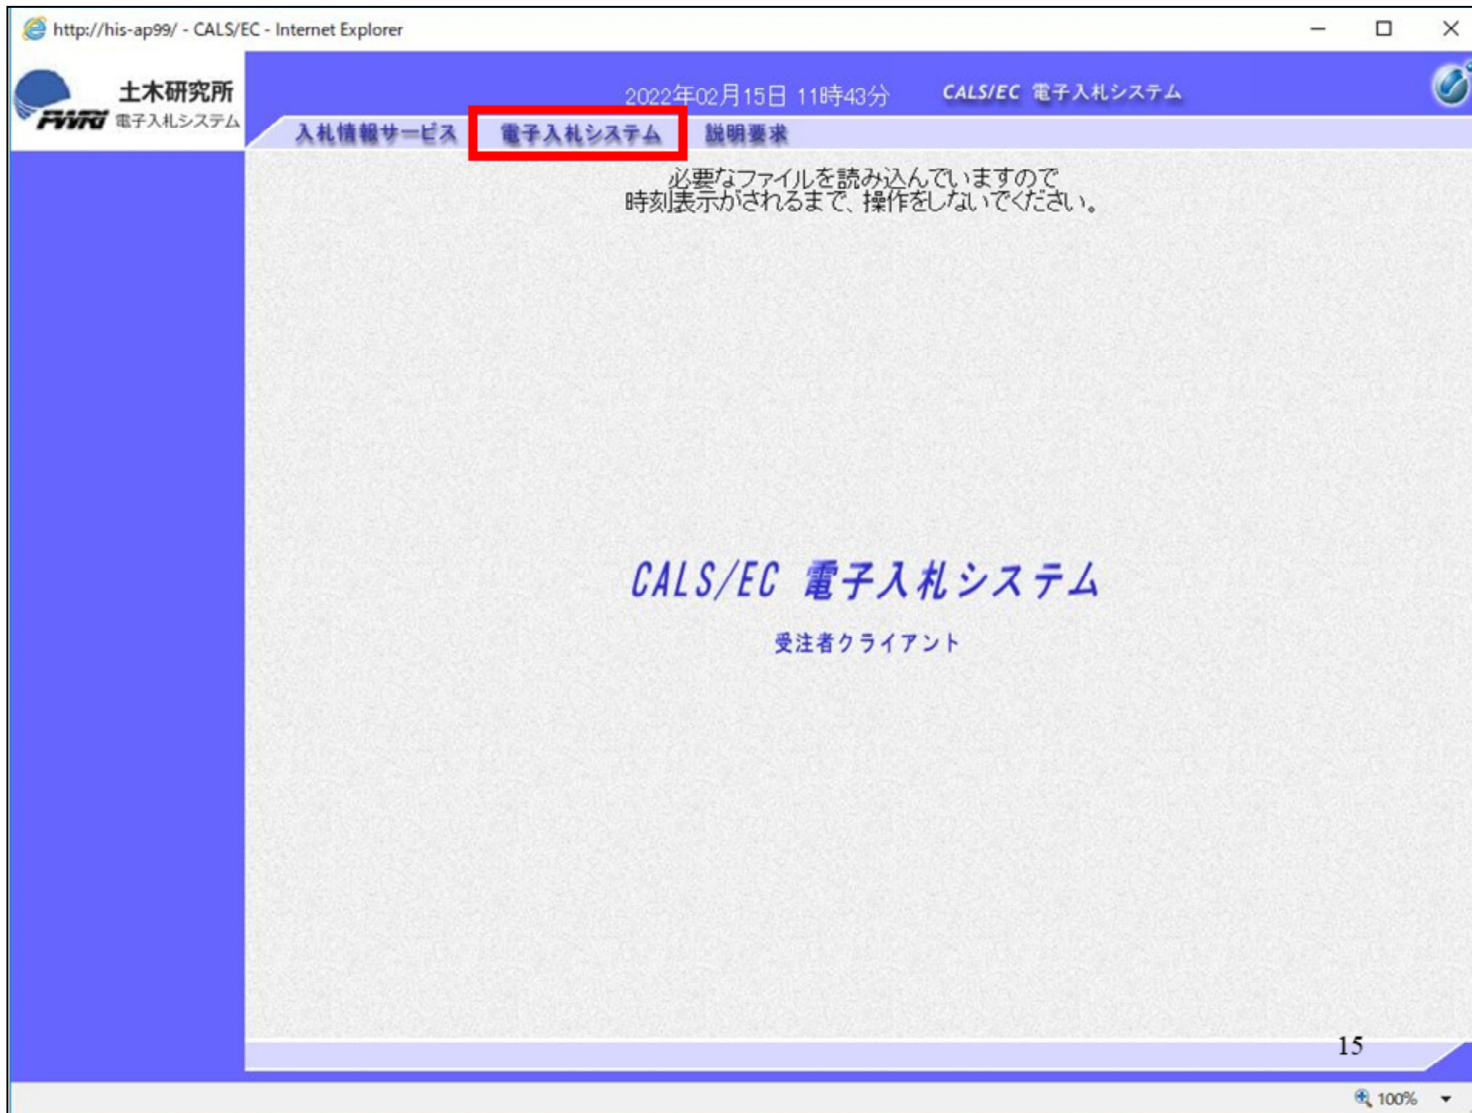 http://his-ap99/ - CALS/EC - Internet Explorer
土木研究所
PWRI 電子入札システム
2022年02月15日 11時43分 CALS/EC 電子入札システム
入札情報サービス 電子入札システム 説明要求
必要なファイルを読み込んでいますので
時刻表示がされるまで、操作をしないでください。
CALS/EC 電子入札システム
受注者クライアント
15
100%